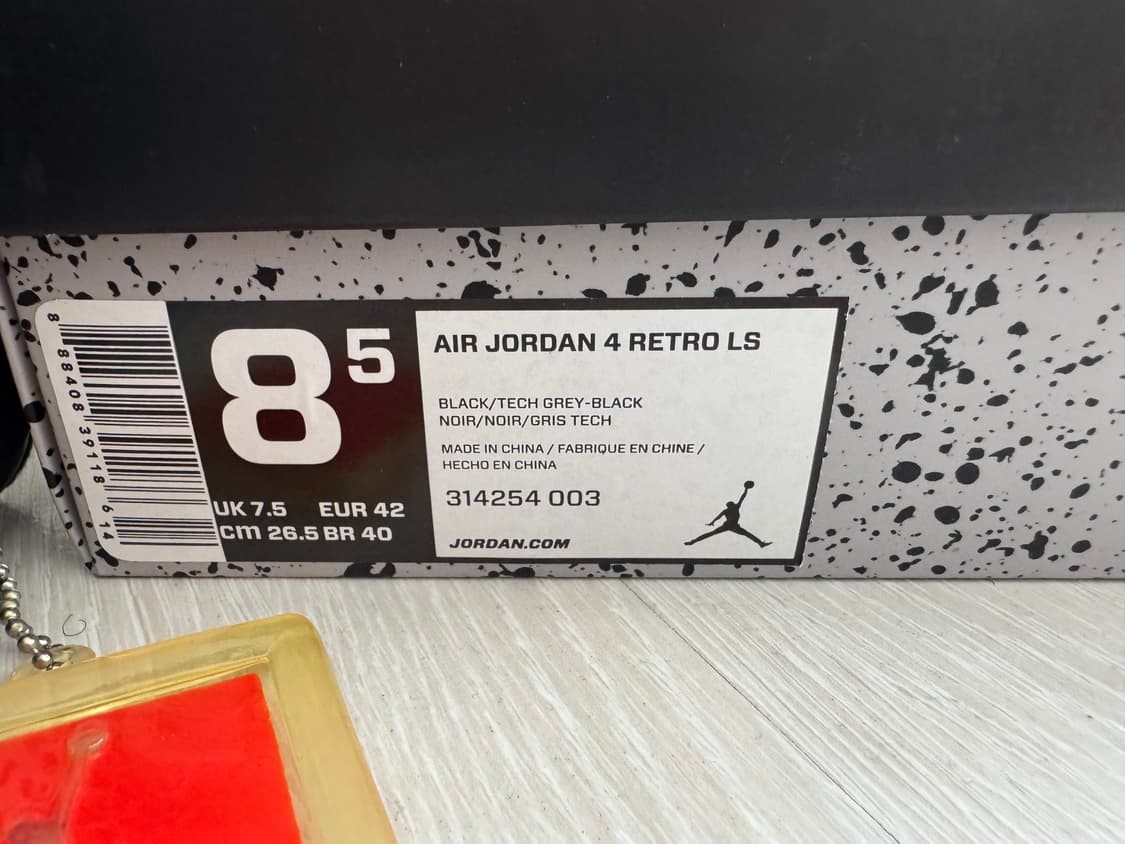 8 88408 39118 614
8 5
UK 7.5 EUR 42
cm 26.5 BR 40
AIR JORDAN 4 RETRO LS
BLACK/TECH GREY-BLACK
NOIR/NOIR/GRIS TECH
MADE IN CHINA / FABRIQUE EN CHINE /
HECHO EN CHINA
314254 003
JORDAN.COM